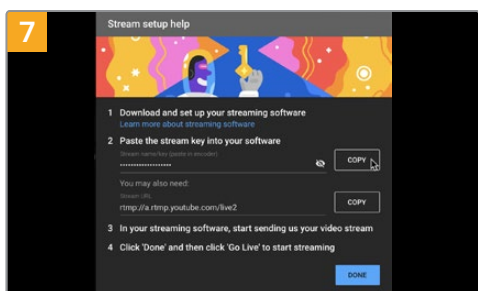 7
Stream setup help
1 Download and set up your streaming software
Learn more about streaming software
2 Paste the stream key into your software
Stream name/key (paste in encoder)
•••••••••••••••••• COPY
You may also need:
Stream URL
rtmp://a.rtmp.youtube.com/live2 COPY
3 In your streaming software, start sending us your video stream
4 Click 'Done' and then click 'Go Live' to start streaming
DONE